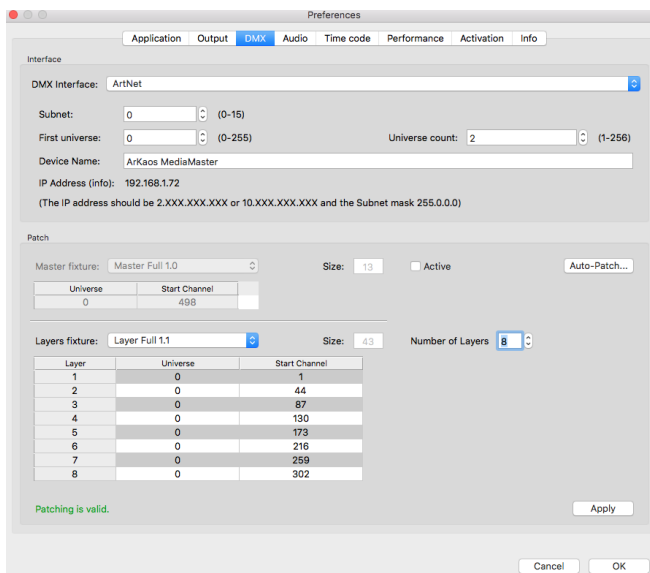 Preferences
Application Output DMX Audio Time code Performance Activation Info
Interface
DMX Interface: ArtNet
Subnet: 0 (0-15)
First universe: 0 (0-255) Universe count: 2 (1-256)
Device Name: ArKaos MediaMaster
IP Address (info): 192.168.1.72
(The IP address should be 2.XXX.XXX.XXX or 10.XXX.XXX.XXX and the Subnet mask 255.0.0.0)
Patch
Master fixture: Master Full 1.0 Size: 13 Active Auto-Patch...
Universe Start Channel
0 498
Layers fixture: Layer Full 1.1 Size: 43 Number of Layers 8
Layer Universe Start Channel
1 0 1
2 0 44
3 0 87
4 0 130
5 0 173
6 0 216
7 0 259
8 0 302
Patching is valid. Apply
Cancel OK